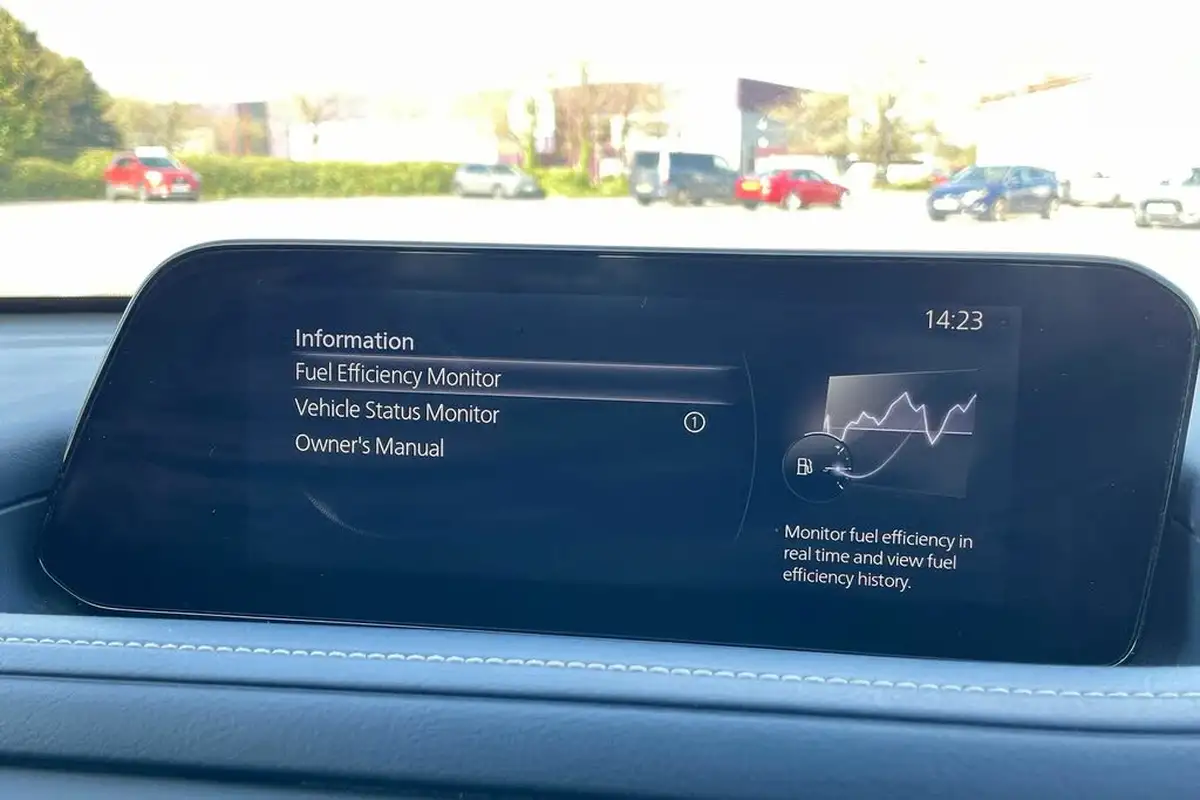 14:23
Information
Fuel Efficiency Monitor
Vehicle Status Monitor
1
Owner's Manual
Monitor fuel efficiency in
real time and view fuel
efficiency history.